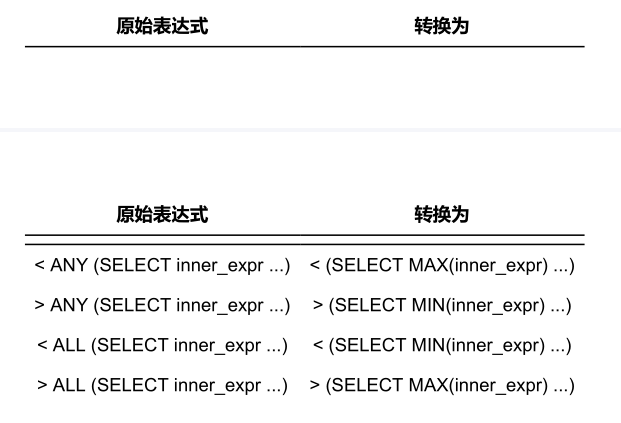 原始表达式 转换为
原始表达式 转换为
< ANY (SELECT inner_expr ...) < (SELECT MAX(inner_expr) ...)
> ANY (SELECT inner_expr ...) > (SELECT MIN(inner_expr) ...)
< ALL (SELECT inner_expr ...) < (SELECT MIN(inner_expr) ...)
> ALL (SELECT inner_expr ...) > (SELECT MAX(inner_expr) ...)